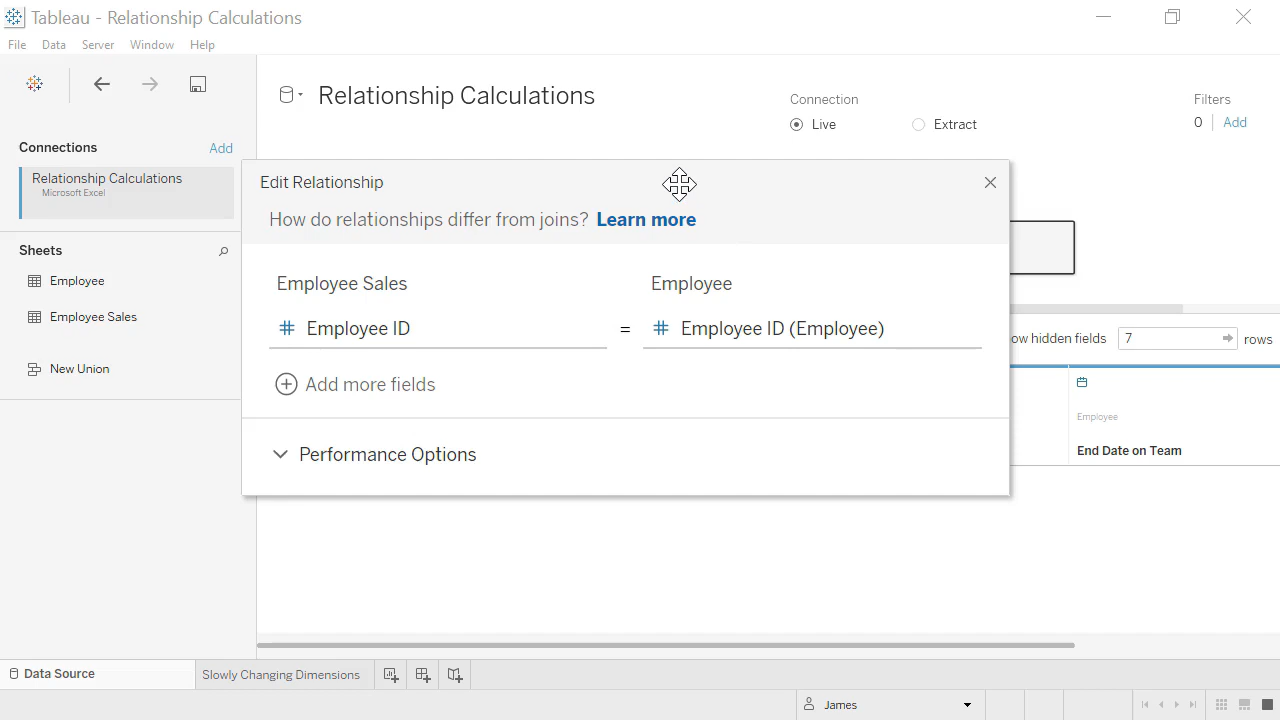 Tableau - Relationship Calculations
File Data Server Window Help
Relationship Calculations
Connection
Live
Extract
Filters
0
Add
Connections
Add
Relationship Calculations
Microsoft Excel
Sheets
Employee
Employee Sales
New Union
Edit Relationship
How do relationships differ from joins? Learn more
Employee Sales
Employee
# Employee ID
=
# Employee ID (Employee)
Add more fields
Performance Options
ow hidden fields
7
rows
Employee
End Date on Team
Data Source
Slowly Changing Dimensions
James